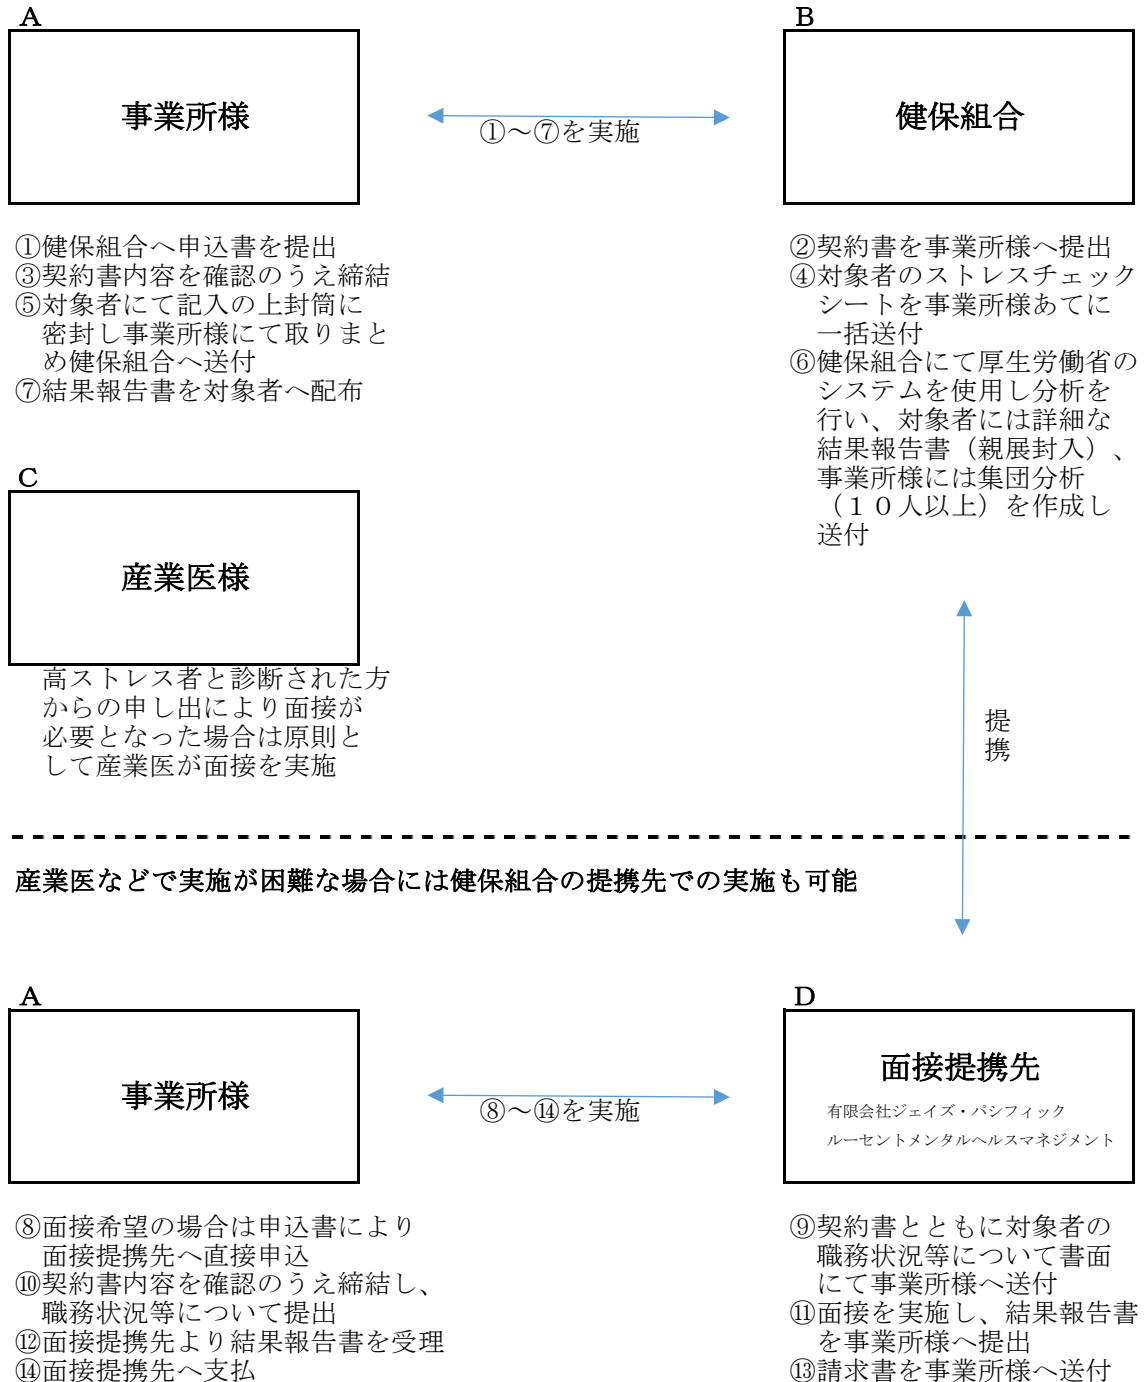 A
事業所様
①～⑦を実施
B
健保組合
①健保組合へ申込書を提出
③契約書内容を確認のうえ締結
⑤対象者にて記入の上封筒に
密封し事業所様にて取りまと
め健保組合へ送付
⑦結果報告書を対象者へ配布
②契約書を事業所様へ提出
④対象者のストレスチェック
シートを事業所様あてに
一括送付
⑥健保組合にて厚生労働省の
システムを使用し分析を
行い、対象者には詳細な
結果報告書（親展封入）、
事業所様には集団分析
（１０人以上）を作成し
送付
C
産業医様
高ストレス者と診断された方
からの申し出により面接が
必要となった場合は原則と
して産業医が面接を実施
提
携
産業医などで実施が困難な場合には健保組合の提携先での実施も可能
A
事業所様
⑧～⑭を実施
D
面接提携先
有限会社ジェイズ・パシフィック
ルーセントメンタルヘルスマネジメント
⑧面接希望の場合は申込書により
面接提携先へ直接申込
⑩契約書内容を確認のうえ締結し、
職務状況等について提出
⑫面接提携先より結果報告書を受理
⑭面接提携先へ支払
⑨契約書とともに対象者の
職務状況等について書面
にて事業所様へ送付
⑪面接を実施し、結果報告書
を事業所様へ提出
⑬請求書を事業所様へ送付